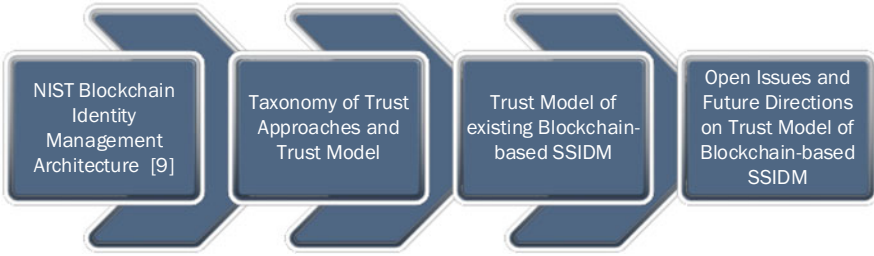 NIST Blockchain
Identity
Management
Architecture [9]
Taxonomy of Trust
Approaches and
Trust Model
Trust Model of
existing Blockchain-
based SSIDM
Open Issues and
Future Directions
on Trust Model of
Blockchain-based
SSIDM